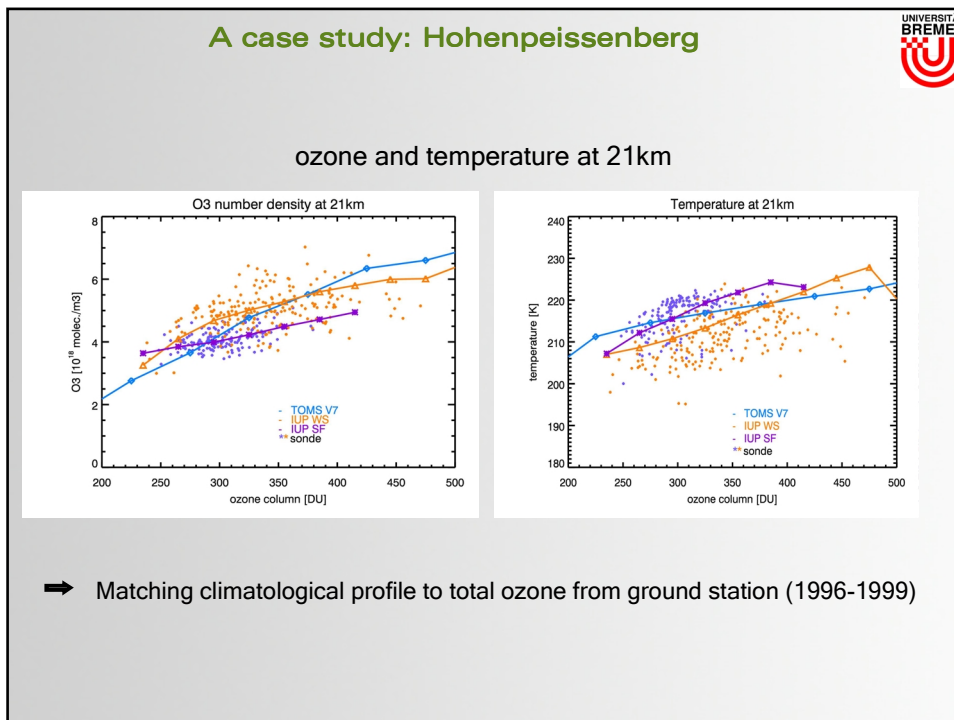 A case study: Hohenpeissenberg
UNIVERSITÄ
BREME
ozone and temperature at 21km
O3 number density at 21km
8
6
4
2
0
O3 [10^18 molec./m3]
200 250 300 350 400 450 500
ozone column [DU]
- TOMS V7
- IUP WS
- IUP SF
** sonde
Temperature at 21km
240
230
220
210
200
190
180
temperature [K]
200 250 300 350 400 450 500
ozone column [DU]
- TOMS V7
- IUP WS
- IUP SF
** sonde
➡ Matching climatological profile to total ozone from ground station (1996-1999)